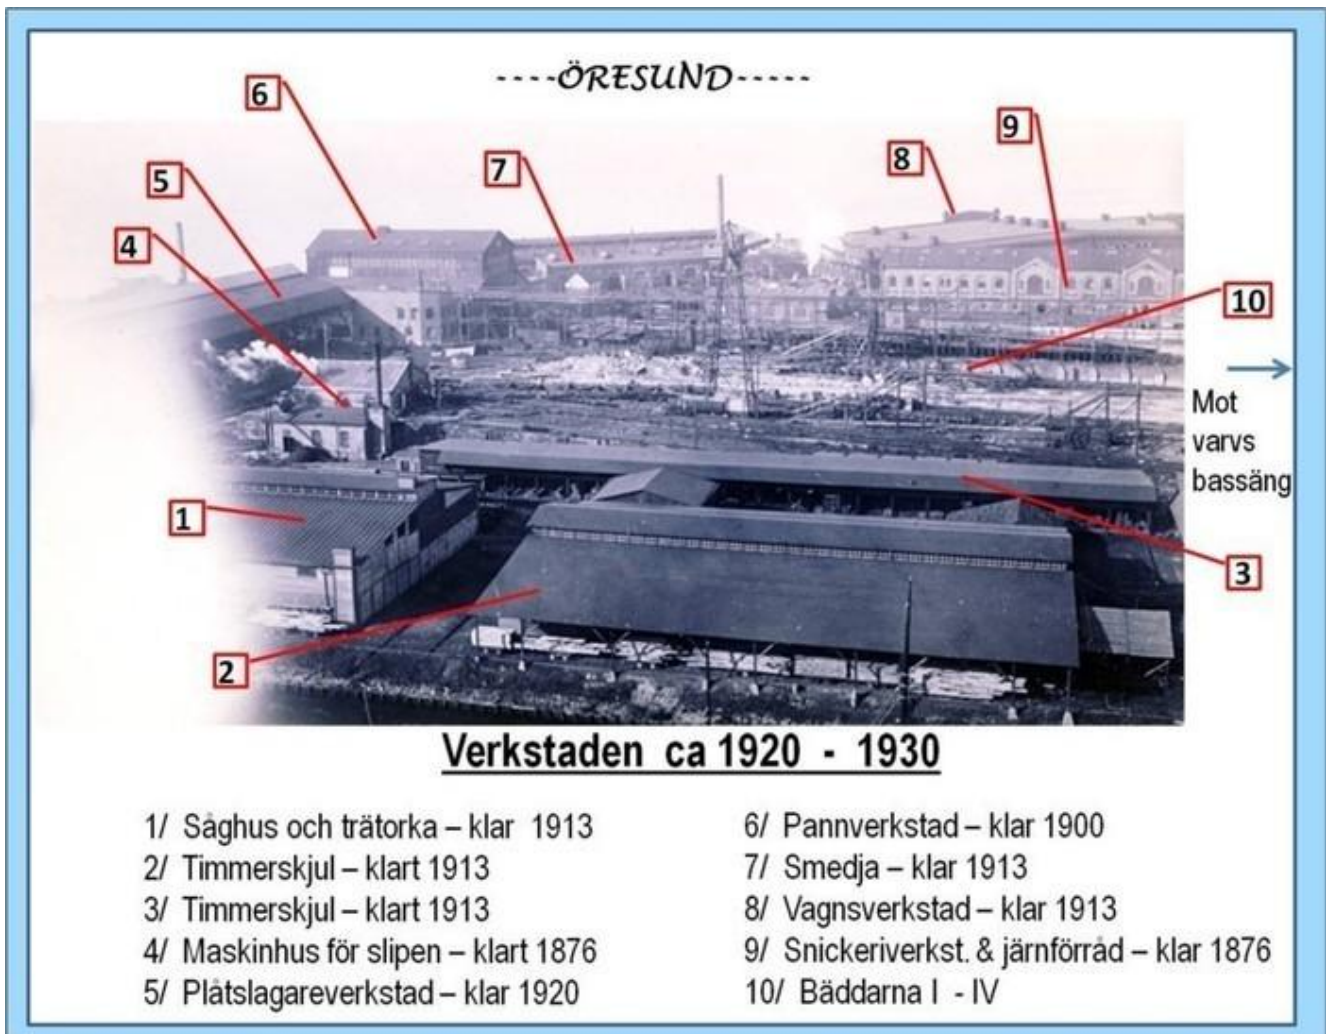 ----ÖRESUND-----
6
9
7
8
5
4
10
Mot
varvs
bassäng
1
3
2
Verkstaden ca 1920 - 1930
1/ Såghus och trätorka – klar 1913
2/ Timmerskjul – klart 1913
3/ Timmerskjul – klart 1913
4/ Maskinhus för slipen – klart 1876
5/ Plåtslagareverkstad – klar 1920
6/ Pannverkstad – klar 1900
7/ Smedja – klar 1913
8/ Vagnsverkstad – klar 1913
9/ Snickeriverkst. & järnförråd – klar 1876
10/ Bäddarna I - IV